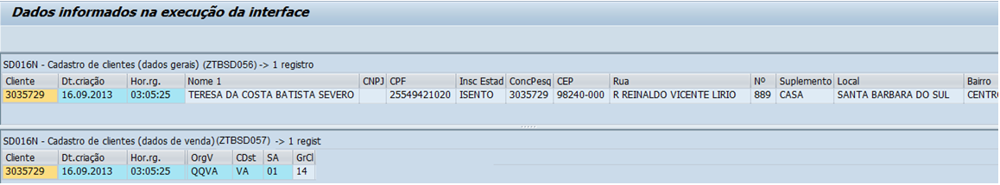 Dados informados na execução da interface
SD016N - Cadastro de clientes (dados gerais) (ZTBSD056) -> 1 registro
Cliente Dt.criação Hor.rg. Nome 1 CNPJ CPF Insc Estad ConcPesq CEP Rua Nº Suplemento Local Bairro
3035729 16.09.2013 03:05:25 TERESA DA COSTA BATISTA SEVERO 25549421020 ISENTO 3035729 98240-000 R REINALDO VICENTE LIRIO 889 CASA SANTA BARBARA DO SUL CENTRO
SD016N - Cadastro de clientes (dados de venda)(ZTBSD057) -> 1 regist
Cliente Dt.criação Hor.rg. OrgV CDst SA GrCl
3035729 16.09.2013 03:05:25 QQVA VA 01 14